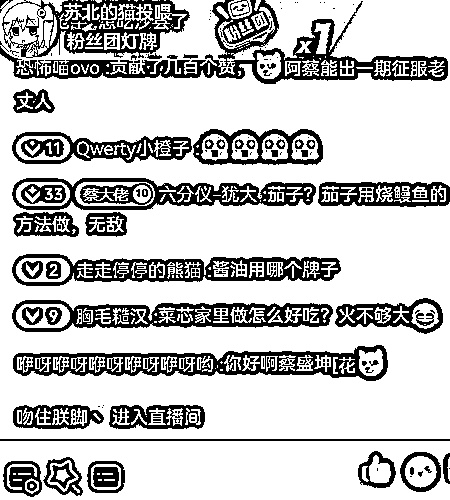 苏北的猫投喂
粉丝团灯牌
粉丝团
x1
恐怖喵ovo :贡献了几百个赞，阿蔡能出一期征服老
丈人
11 Qwerty小橙子 :
33 蔡大佬 10 六分仪-犹大 :茄子？茄子用烧鳗鱼的
方法做，无敌
2 走走停停的熊猫 :酱油用哪个牌子
9 胸毛糙汉 :菜芯家里做怎么好吃？火不够大
咿呀咿呀咿呀咿呀咿呀哟 :你好啊蔡盛坤[花
吻住朕脚丶 进入直播间